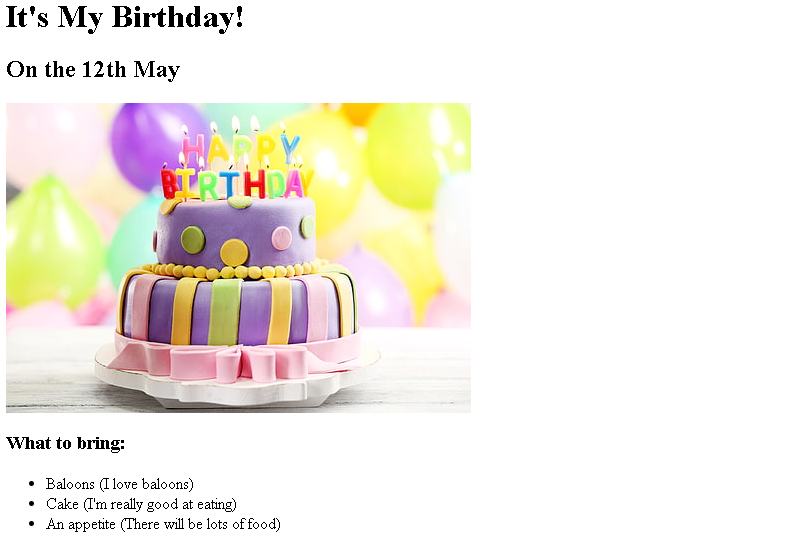 It's My Birthday!
On the 12th May
HAPPY
BIRTHDAY
What to bring:
Baloons (I love baloons)
Cake (I'm really good at eating)
An appetite (There will be lots of food)